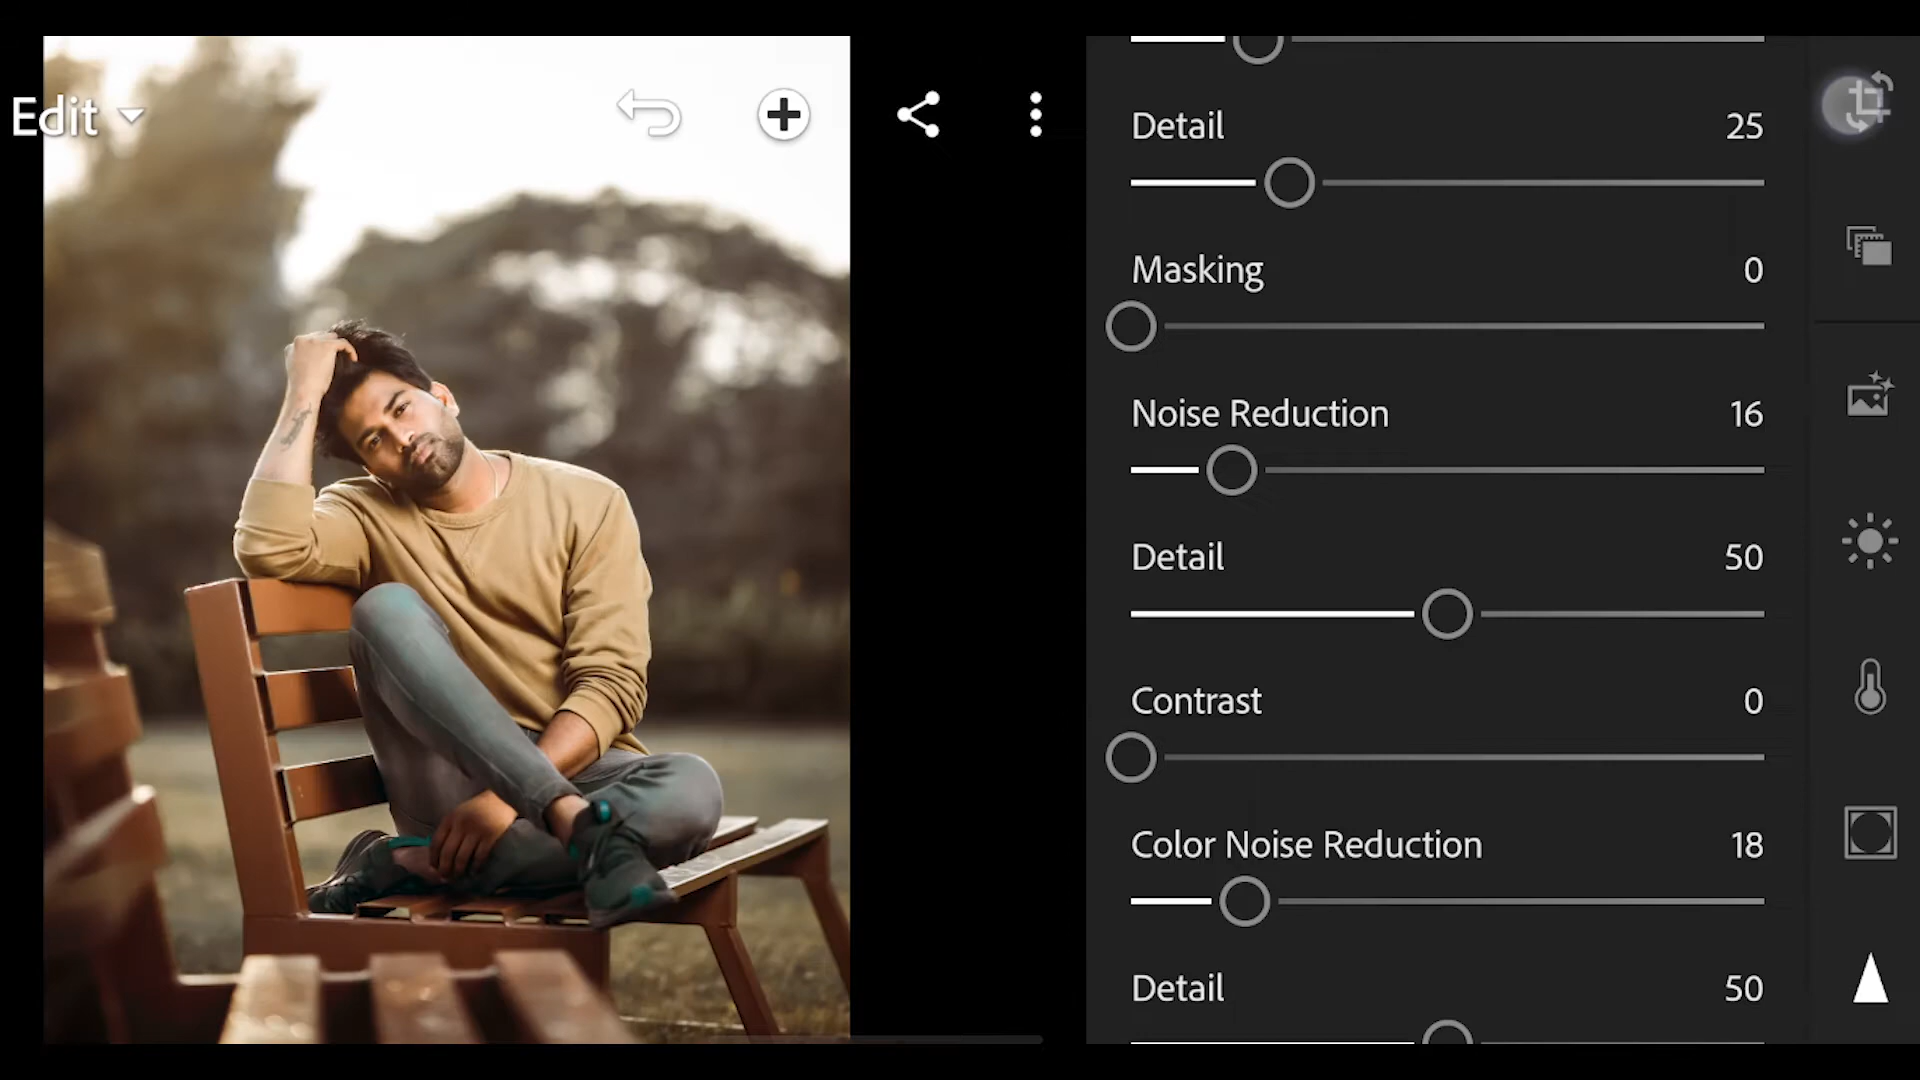 Edit
Detail 25
Masking 0
Noise Reduction 16
Detail 50
Contrast 0
Color Noise Reduction 18
Detail 50